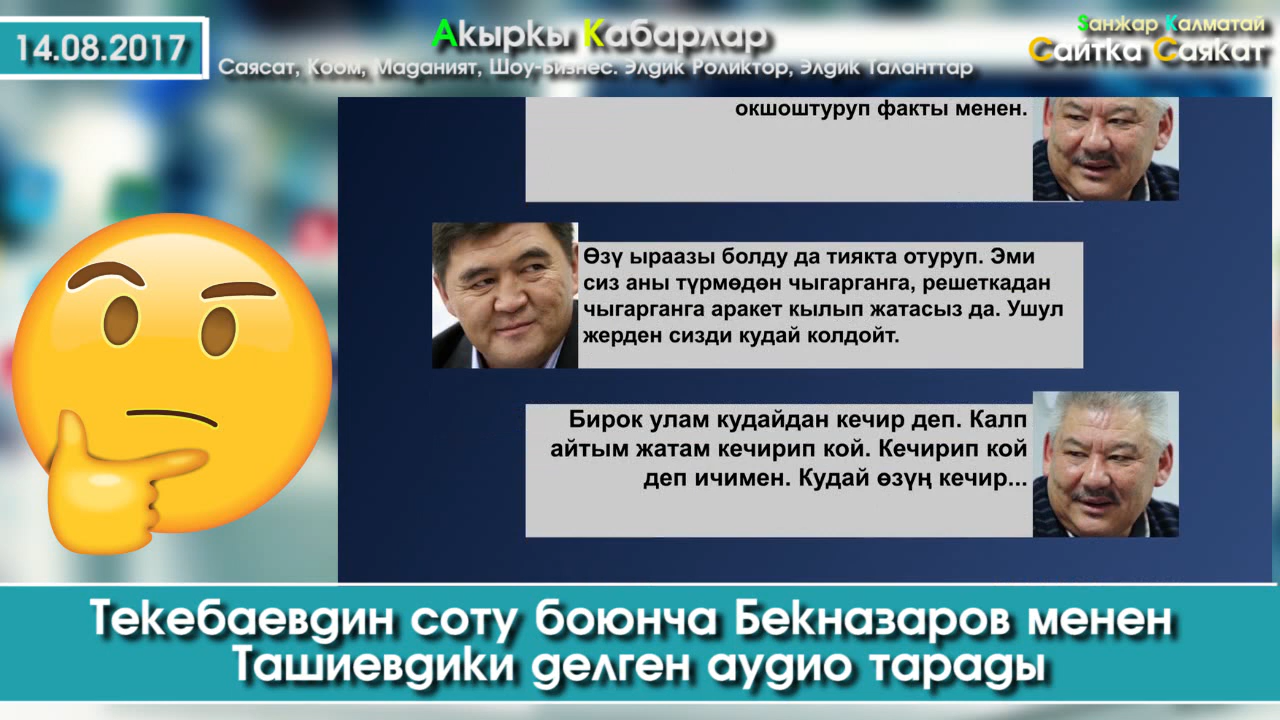 14.08.2017
Акыркы Кабарлар
Саясат, Коом, Маданият, Шоу-Бизнес. Элдик Роликтор, Элдик Таланттар
Sанжар Калматай
Сайтка Саякат
окшоштуруп факты менен.
Өзү ыраазы болду да тиякта отуруп. Эми
сиз аны түрмөдөн чыгарганга, решеткадан
чыгарганга аракет кылып жатасыз да. Ушул
жерден сизди кудай колдойт.
Бирок улам кудайдан кечир деп. Калп
айтым жатам кечирип кой. Кечирип кой
деп ичимен. Кудай өзүң кечир...
Текебаевдин соту боюнча Бекназаров менен
Ташиевдики делген аудио тарады